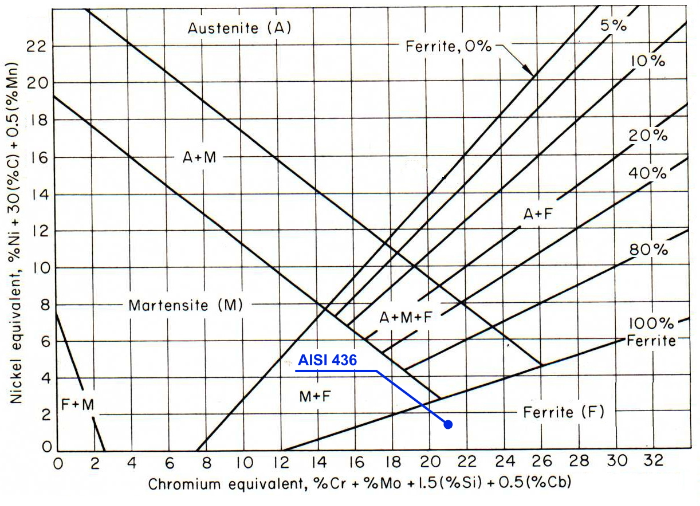 Austenite (A)
Ferrite, 0%
5%
10%
20%
40%
80%
100%
Ferrite
A+M
A+F
Martensite (M)
A+M+F
AISI 436
M+F
F+M
Ferrite (F)
22
20
18
16
14
12
10
8
6
4
2
0
0 2 4 6 8 10 12 14 16 18 20 22 24 26 28 30 32
Nickel equivalent, %Ni + 30(%C) + 0.5(%Mn)
Chromium equivalent, %Cr + %Mo + 1.5(%Si) + 0.5(%Cb)